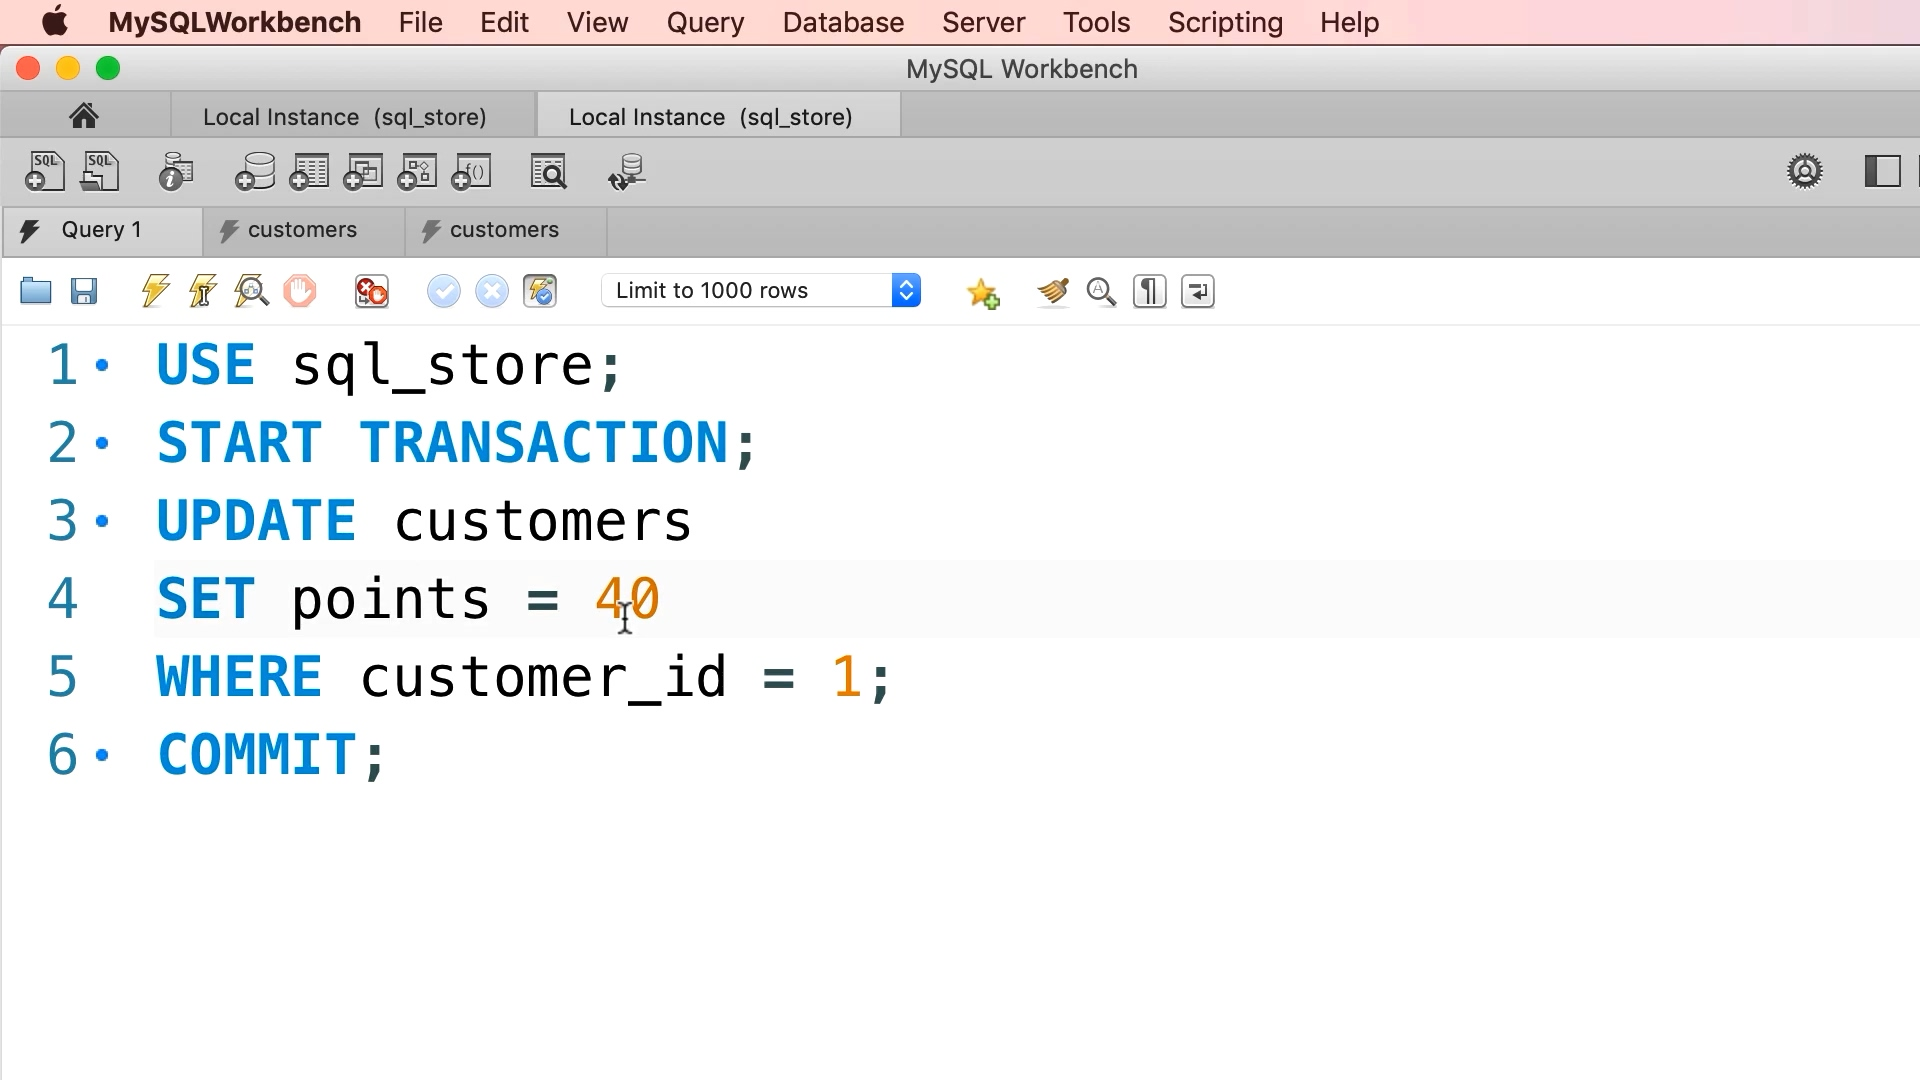 MySQLWorkbench File Edit View Query Database Server Tools Scripting Help
MySQL Workbench
Local Instance (sql_store) Local Instance (sql_store)
SQL SQL f()
Query 1 customers customers
Limit to 1000 rows
1 USE sql_store;
2 START TRANSACTION;
3 UPDATE customers
4 SET points = 40
5 WHERE customer_id = 1;
6 COMMIT;